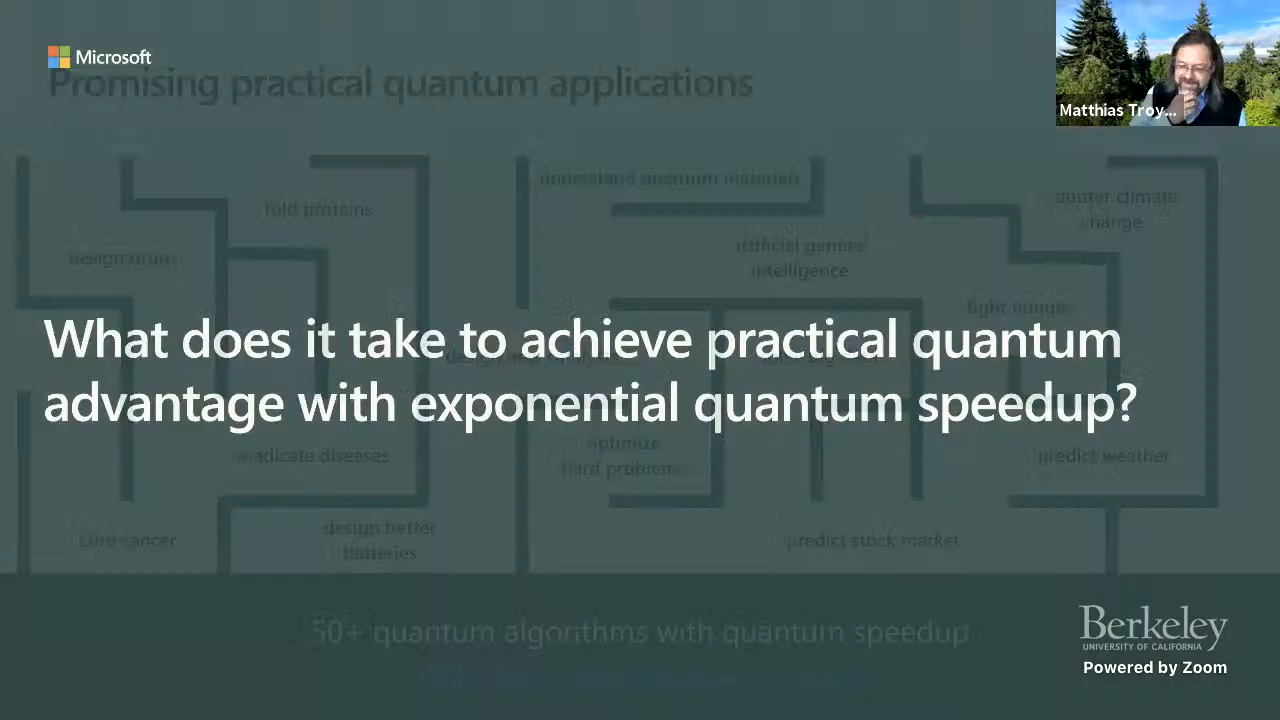 Microsoft
Promising practical quantum applications
Matthias Troy...
understand quantum materials
fold proteins
counter climate
change
design drugs
artificial general
intelligence
fight hunger
What does it take to achieve practical quantum
advantage with exponential quantum speedup?
eradicate diseases
optimize
hard problems
predict weather
cure cancer
design better
batteries
predict stock market
50+ quantum algorithms with quantum speedup
Berkeley
UNIVERSITY OF CALIFORNIA
Powered by Zoom